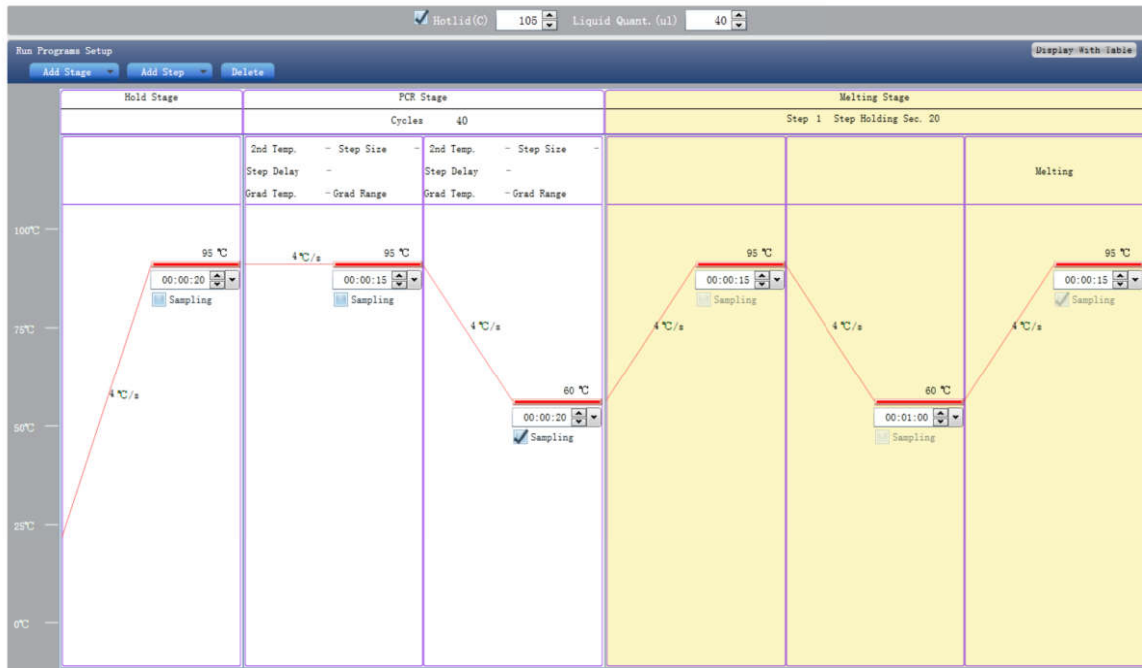 Hotlid(C) 105 Liquid Quant.(ul) 40
Run Programs Setup Display With Table
Add Stage Add Step Delete
Hold Stage PCR Stage Melting Stage
Cycles 40 Step 1 Step Holding Sec. 20
2nd Temp. - Step Size - 2nd Temp. - Step Size -
Step Delay - Step Delay - Melting
Grad Temp. - Grad Range Grad Temp. - Grad Range
100℃
95 ℃ 4℃/s 95 ℃ 95 ℃ 95 ℃
00:00:20 00:00:15 00:00:15 00:00:15
Sampling Sampling Sampling Sampling
75℃ 4℃/s 4℃/s 4℃/s 4℃/s
4℃/s 60 ℃ 60 ℃
50℃ 00:00:20 00:01:00
Sampling Sampling
25℃
0℃